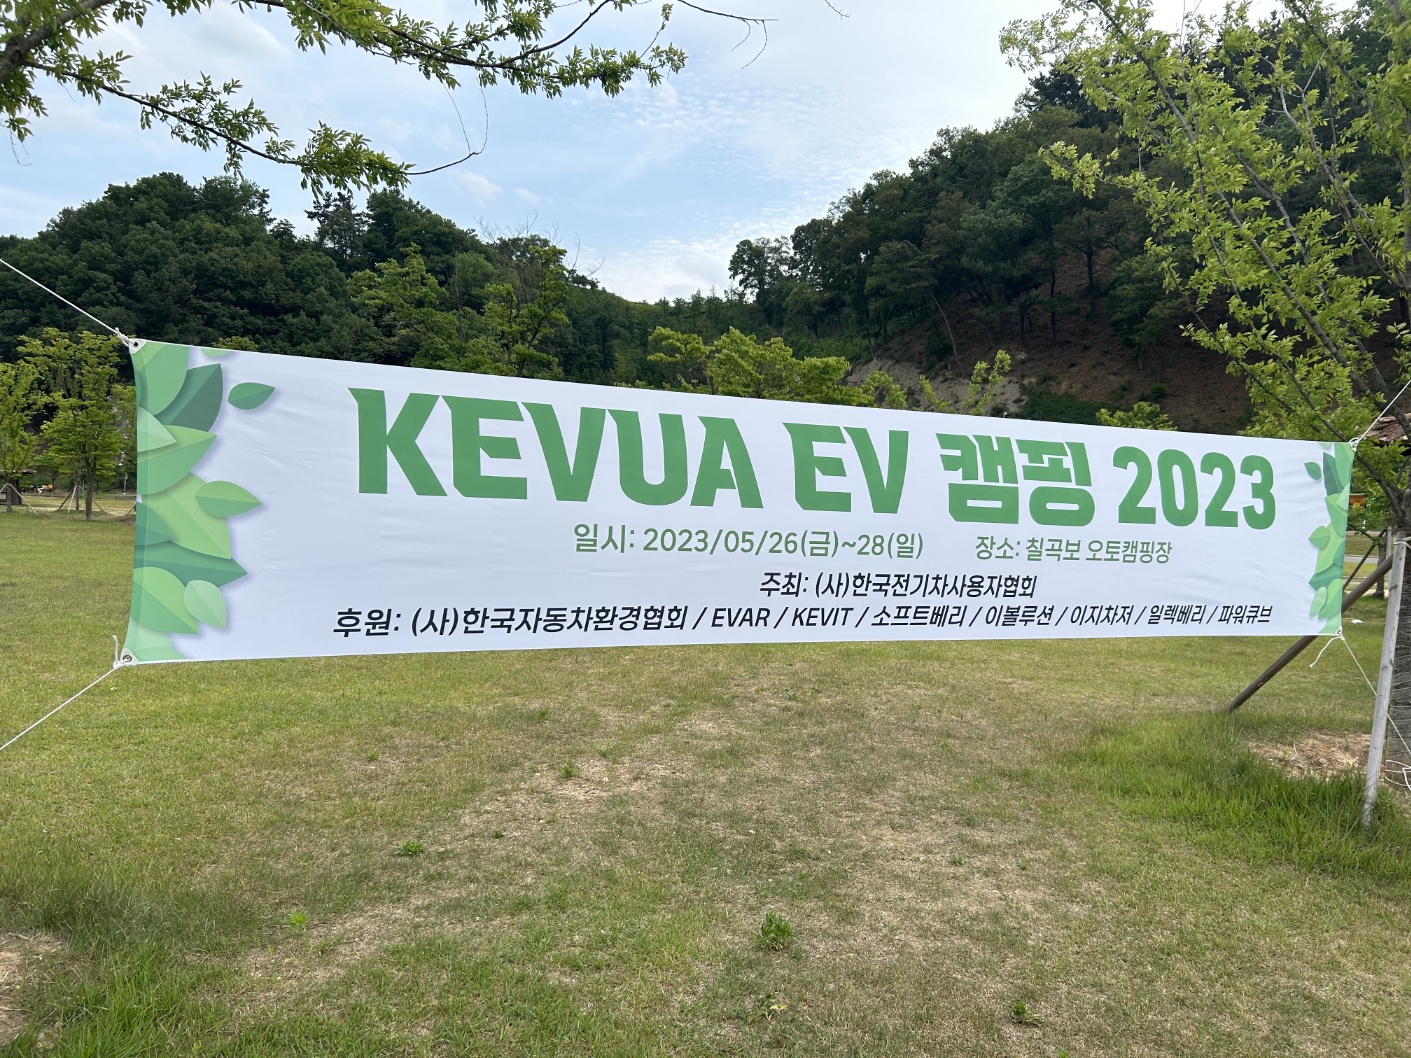 KEVUA EV 캠핑 2023
일시: 2023/05/26(금)~28(일) 장소: 칠곡보 오토캠핑장
주최: (사)한국전기차사용자협회
후원: (사)한국자동차환경협회 / EVAR / KEVIT / 소프트베리 / 이볼루션 / 이지차저 / 일렉베리 / 파워큐브